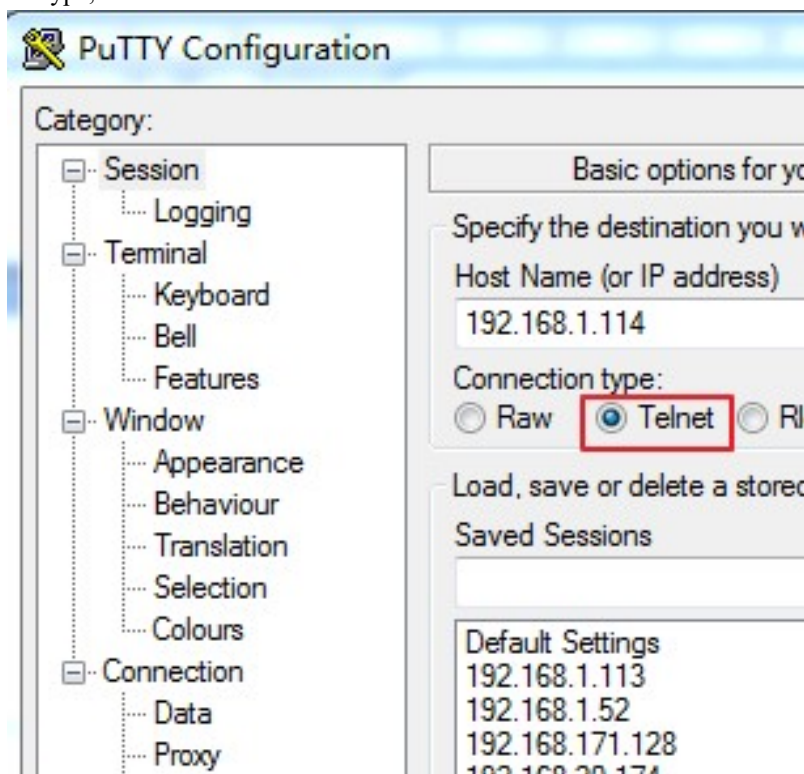 PuTTY Configuration
Category:
Session
Logging
Terminal
Keyboard
Bell
Features
Window
Appearance
Behaviour
Translation
Selection
Colours
Connection
Data
Proxy
Basic options for yo
Specify the destination you w
Host Name (or IP address)
192.168.1.114
Connection type:
Raw Telnet Rl
Load, save or delete a stored
Saved Sessions
Default Settings
192.168.1.113
192.168.1.52
192.168.171.128